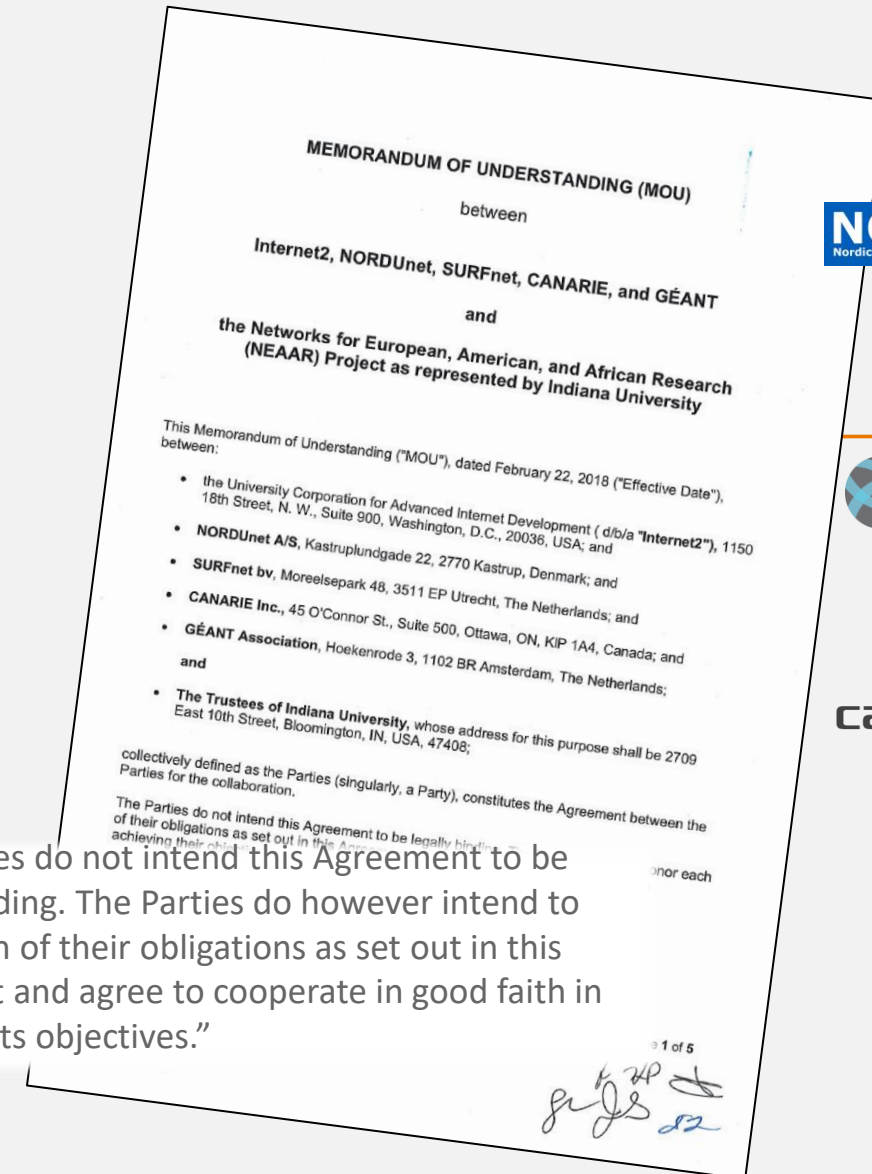 MEMORANDUM OF UNDERSTANDING (MOU)
between
Internet2, NORDUnet, SURFnet, CANARIE, and GÉANT
and
the Networks for European, American, and African Research
(NEAAR) Project as represented by Indiana University
This Memorandum of Understanding ("MOU"), dated February 22, 2018 ("Effective Date"),
between:
• the University Corporation for Advanced Internet Development ( d/b/a "Internet2"), 1150
18th Street, N. W., Suite 900, Washington, D.C., 20036, USA; and
• NORDUnet A/S, Kastruplundgade 22, 2770 Kastrup, Denmark; and
• SURFnet bv, Moreelsepark 48, 3511 EP Utrecht, The Netherlands; and
• CANARIE Inc., 45 O'Connor St., Suite 500, Ottawa, ON, KIP 1A4, Canada; and
• GÉANT Association, Hoekenrode 3, 1102 BR Amsterdam, The Netherlands;
and
• The Trustees of Indiana University, whose address for this purpose shall be 2709
East 10th Street, Bloomington, IN, USA, 47408;
collectively defined as the Parties (singularly, a Party), constitutes the Agreement between the
Parties for the collaboration.
The Parties do not intend this Agreement to be legally binding.
of their obligations as set out in this
achieving their
onor each
es do not intend this Agreement to be
ding. The Parties do however intend to
of their obligations as set out in this
t and agree to cooperate in good faith in
ts objectives.”
1 of 5
Nordic
ca